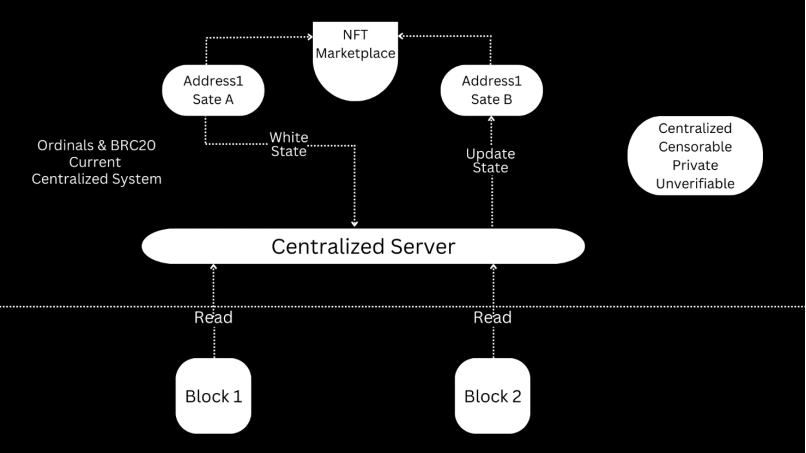 NFT
Marketplace
Address1
Sate A
Address1
Sate B
Centralized
Censorable
Private
Unverifiable
Ordinals & BRC20
Current
Centralized System
White
State
Update
State
Centralized Server
Read
Read
Block 1
Block 2